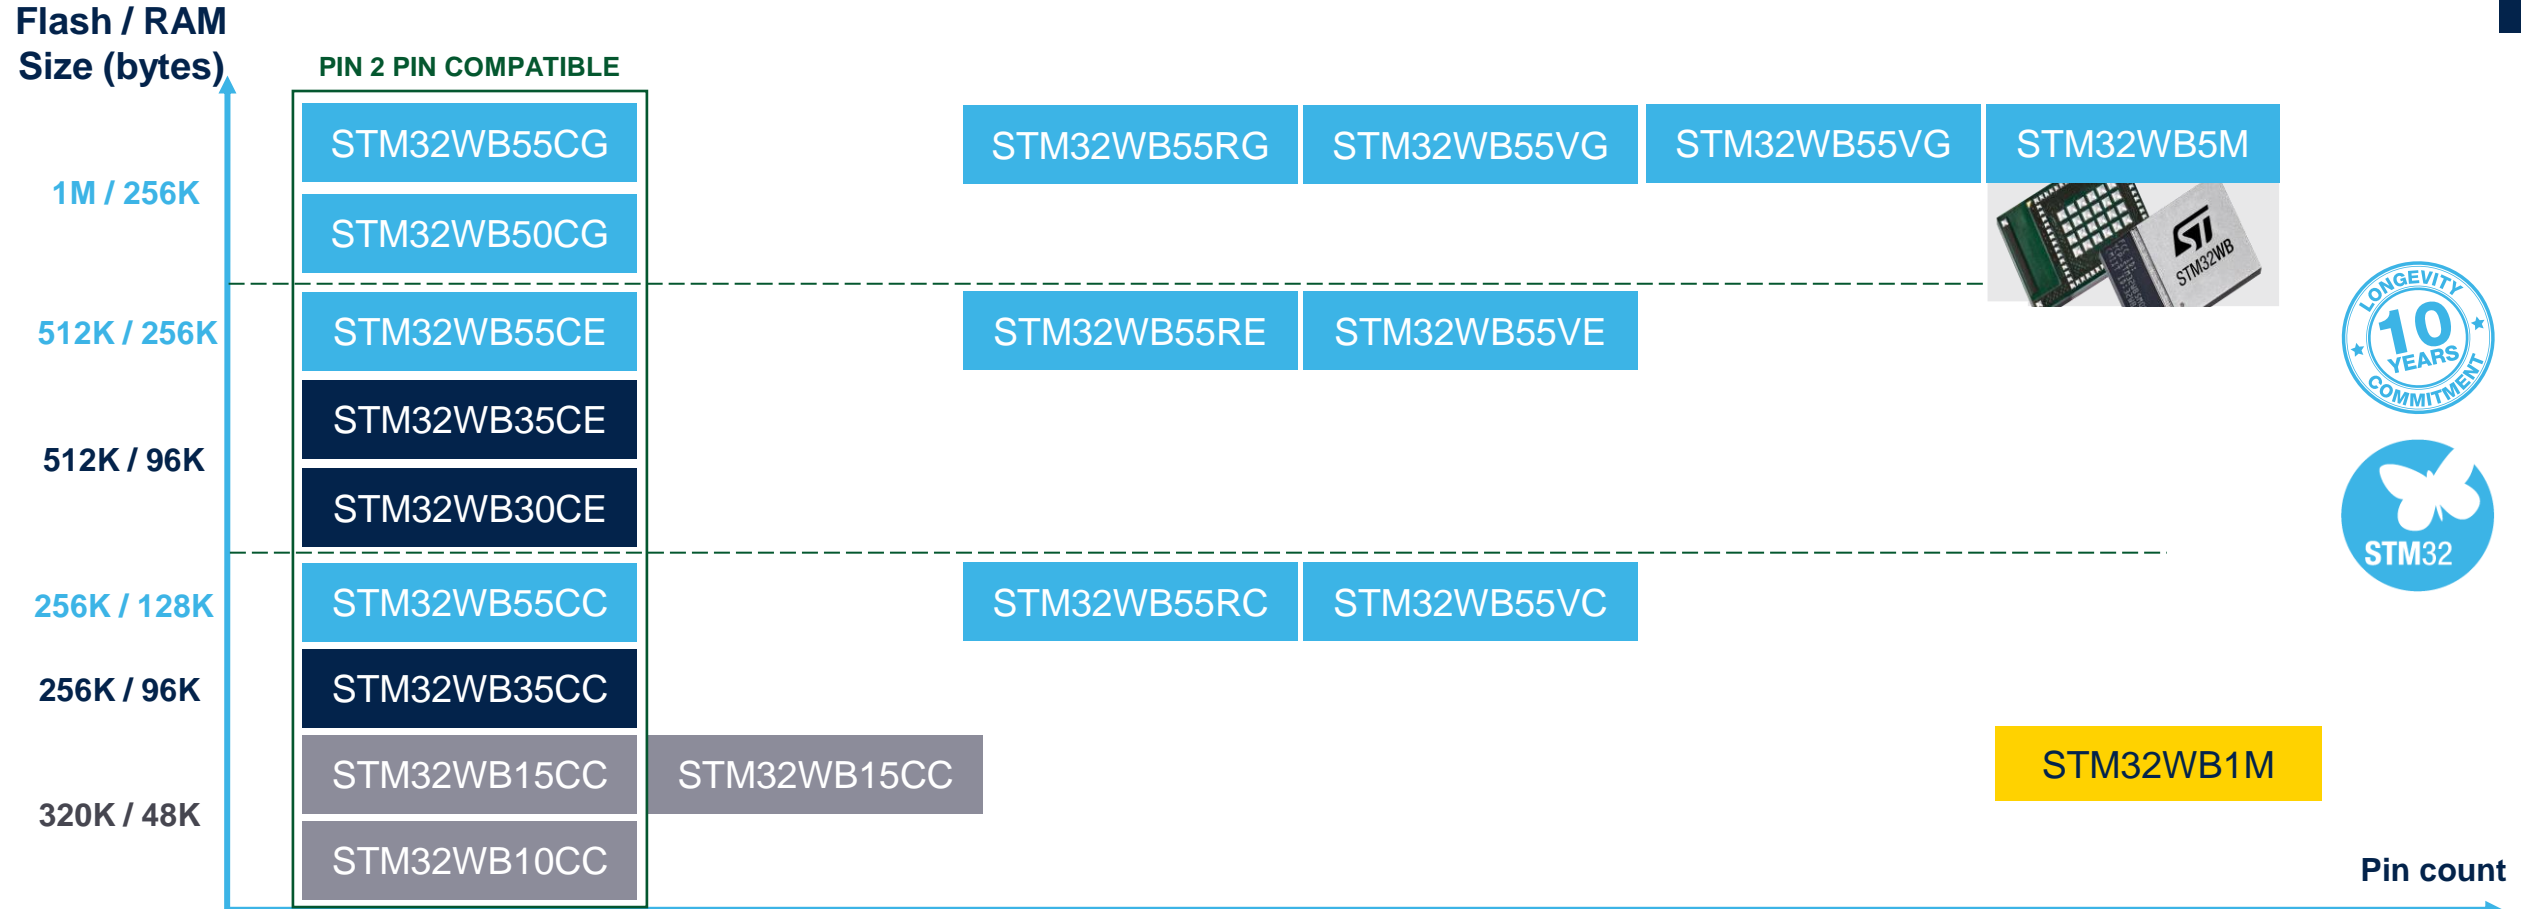 Flash / RAM
Size (bytes)
PIN 2 PIN COMPATIBLE
STM32WB55CG
STM32WB55RG
STM32WB55VG
STM32WB55VG
STM32WB5M
1M / 256K
STM32WB50CG
ST
STM32WB
512K / 256K
STM32WB55CE
STM32WB55RE
STM32WB55VE
LONGEVITY
10
YEARS
COMMITMENT
STM32WB35CE
512K / 96K
STM32WB30CE
STM32
256K / 128K
STM32WB55CC
STM32WB55RC
STM32WB55VC
256K / 96K
STM32WB35CC
STM32WB15CC
STM32WB15CC
STM32WB1M
320K / 48K
STM32WB10CC
Pin count